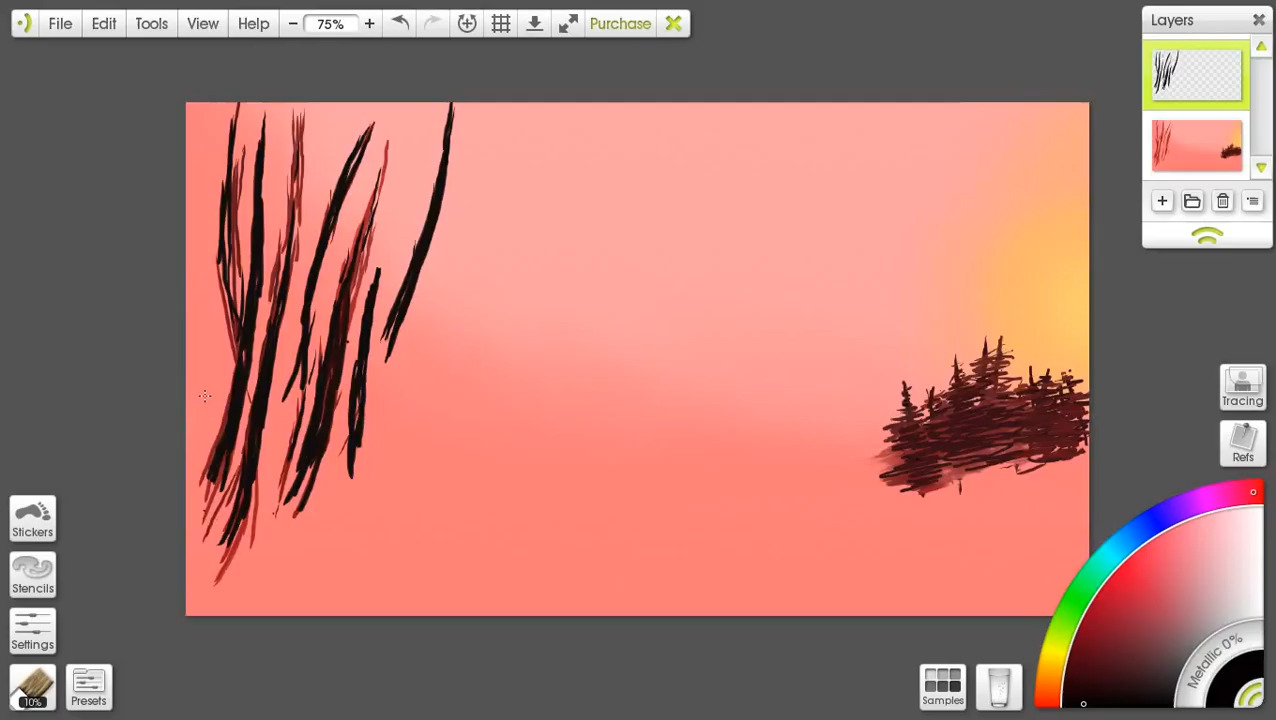 File Edit Tools View Help − 75% + Purchase
Layers
Tracing
Refs
Stickers
Stencils
Settings
10%
Presets
Samples
Metallic 0%